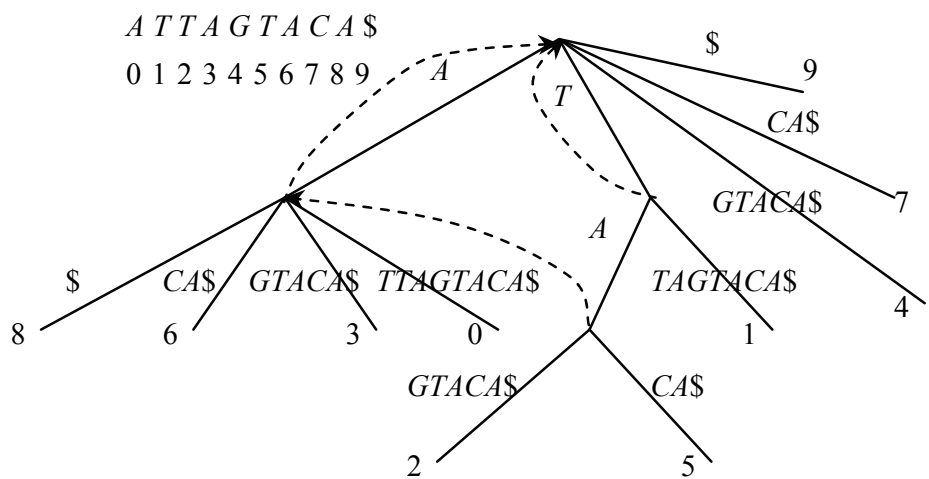 A T T A G T A C A $
0 1 2 3 4 5 6 7 8 9
$
9
A
T
CA$
GTACA$
7
A
$
CA$
GTACA$
TTAGTACA$
TAGTACA$
4
8
6
3
0
1
GTACA$
CA$
2
5